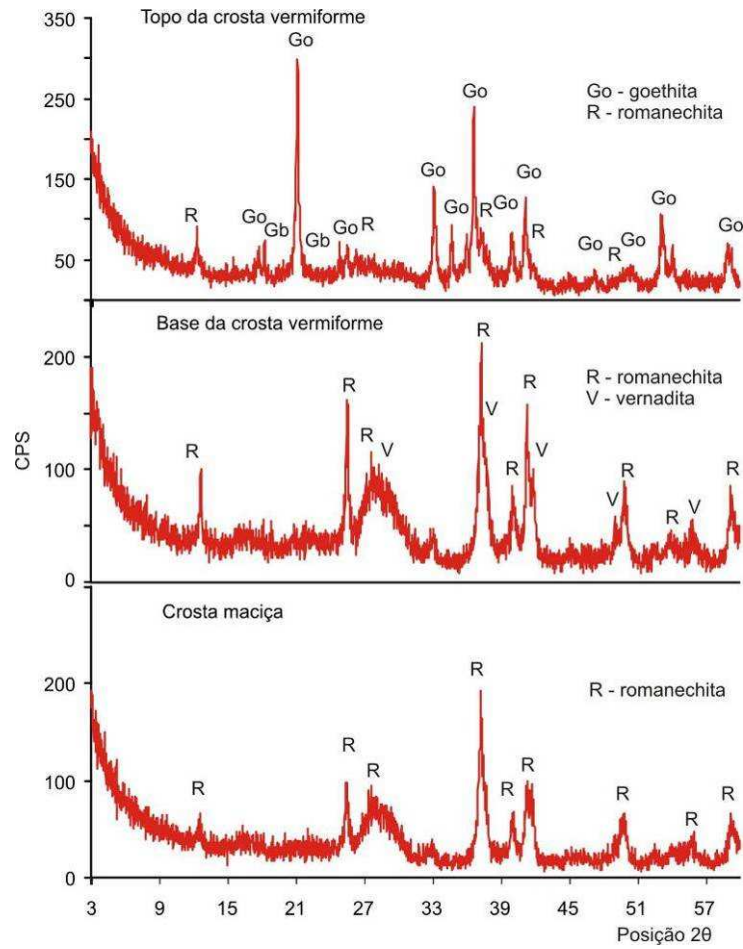 Topo da crosta vermiforme
Go - goethita
R - romanechita
350
250
150
50
R
Go
Gb
Go
Gb
Go
R
Go
Go
Go
R
Go
Go
R
Go
R
Go
Go
Go
Base da crosta vermiforme
R - romanechita
V - vernadita
200
100
0
R
R
R
V
R
V
R
R
V
V
R
R
V
R
CPS
Crosta maciça
R - romanechita
200
100
0
R
R
R
R
R
R
R
R
R
3 9 15 21 27 33 39 45 51 57
Posição 2θ